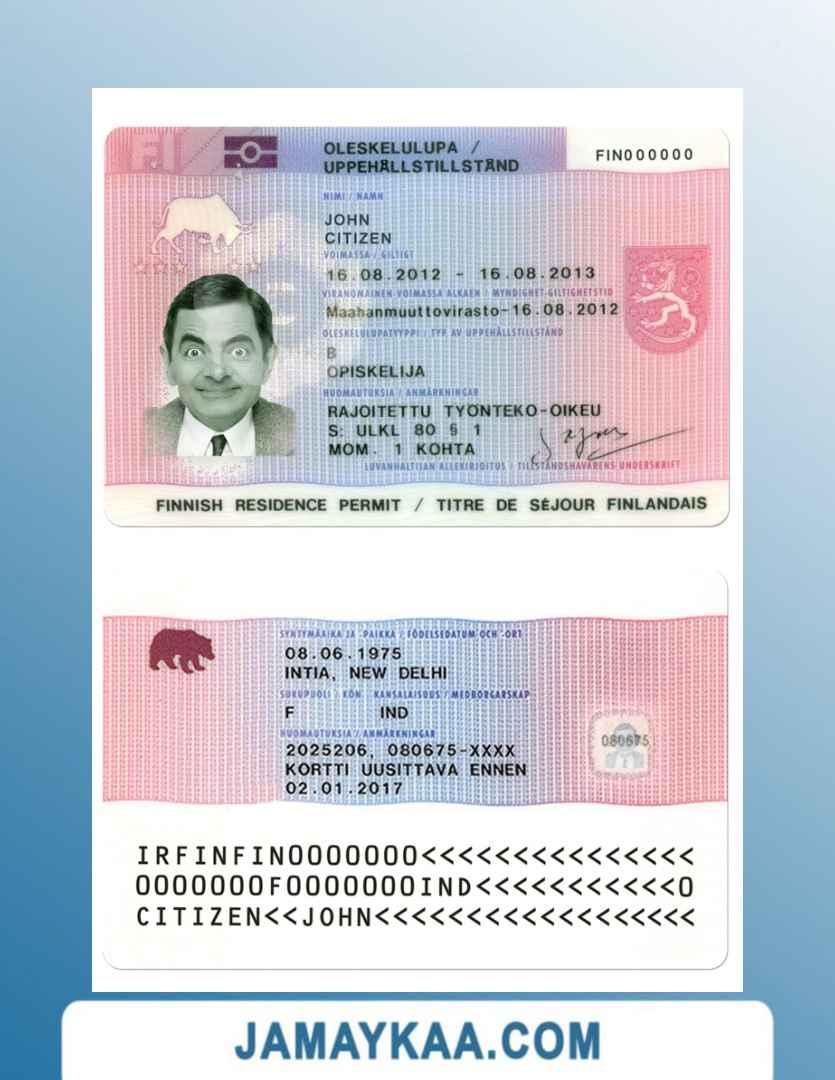 FI
OLESKELULUPA /
UPPEHÅLLSTILLSTÅND
FIN000000
NIMI / NAMN
JOHN
CITIZEN
VOIMASSA / GILTIGT
16.08.2012 - 16.08.2013
VIRANOMAINEN-VOIMASSA ALKAEN / MYNDIGHET-GILTIGHETSTID
Maahanmuuttovirasto-16.08.2012
OLESKELULUPATYYPPI / TYP AV UPPEHÅLLSTILLSTÅND
B
OPISKELIJA
HUOMAUTUKSIA / ANMÄRKNINGAR
RAJOITETTU TYÖNTEKO-OIKEU
S: ULKL 80 § 1
MOM. 1 KOHTA
LUVANHALTIJAN ALLEKIRJOITUS / TILLSTÅNDSHAVARENS UNDERSKRIFT
FINNISH RESIDENCE PERMIT / TITRE DE SÉJOUR FINLANDAIS
SYNTYMÄAIKA JA -PAIKKA / FÖDELSEDATUM OCH -ORT
08.06.1975
INTIA, NEW DELHI
SUKUPUOLI / KÖN KANSALAISUUS / MEDBORGARSKAP
F IND
HUOMAUTUKSIA / ANMÄRKNINGAR
2025206, 080675-XXXX
080675
KORTTI UUSITTAVA ENNEN
02.01.2017
IRFINFIN0000000<<<<<<<<<<<<<<<
0000000F0000000IND<<<<<<<<<<<0
CITIZEN<<JOHN<<<<<<<<<<<<<<<<<
JAMAYKAA.COM